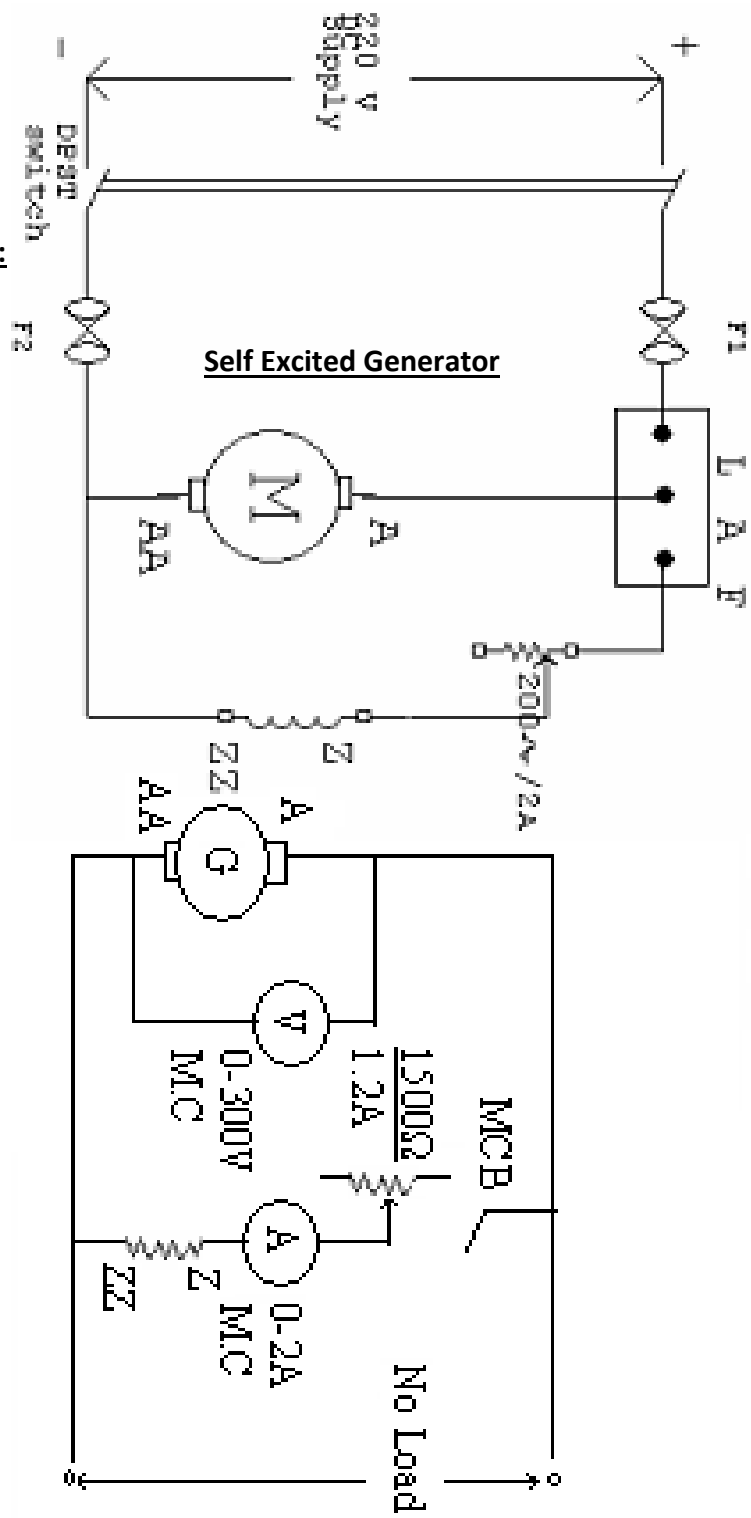 +
220 V
DC
Supply
-
DPST
switch
:
F1
F2
Self Excited Generator
L
A
F
M
A
AA
200~/2A
Z
ZZ
A
AA
G
V
0-300V
M.C
1500Ω
1.2A
MCB
A
0-2A
M.C
Z
ZZ
No Load